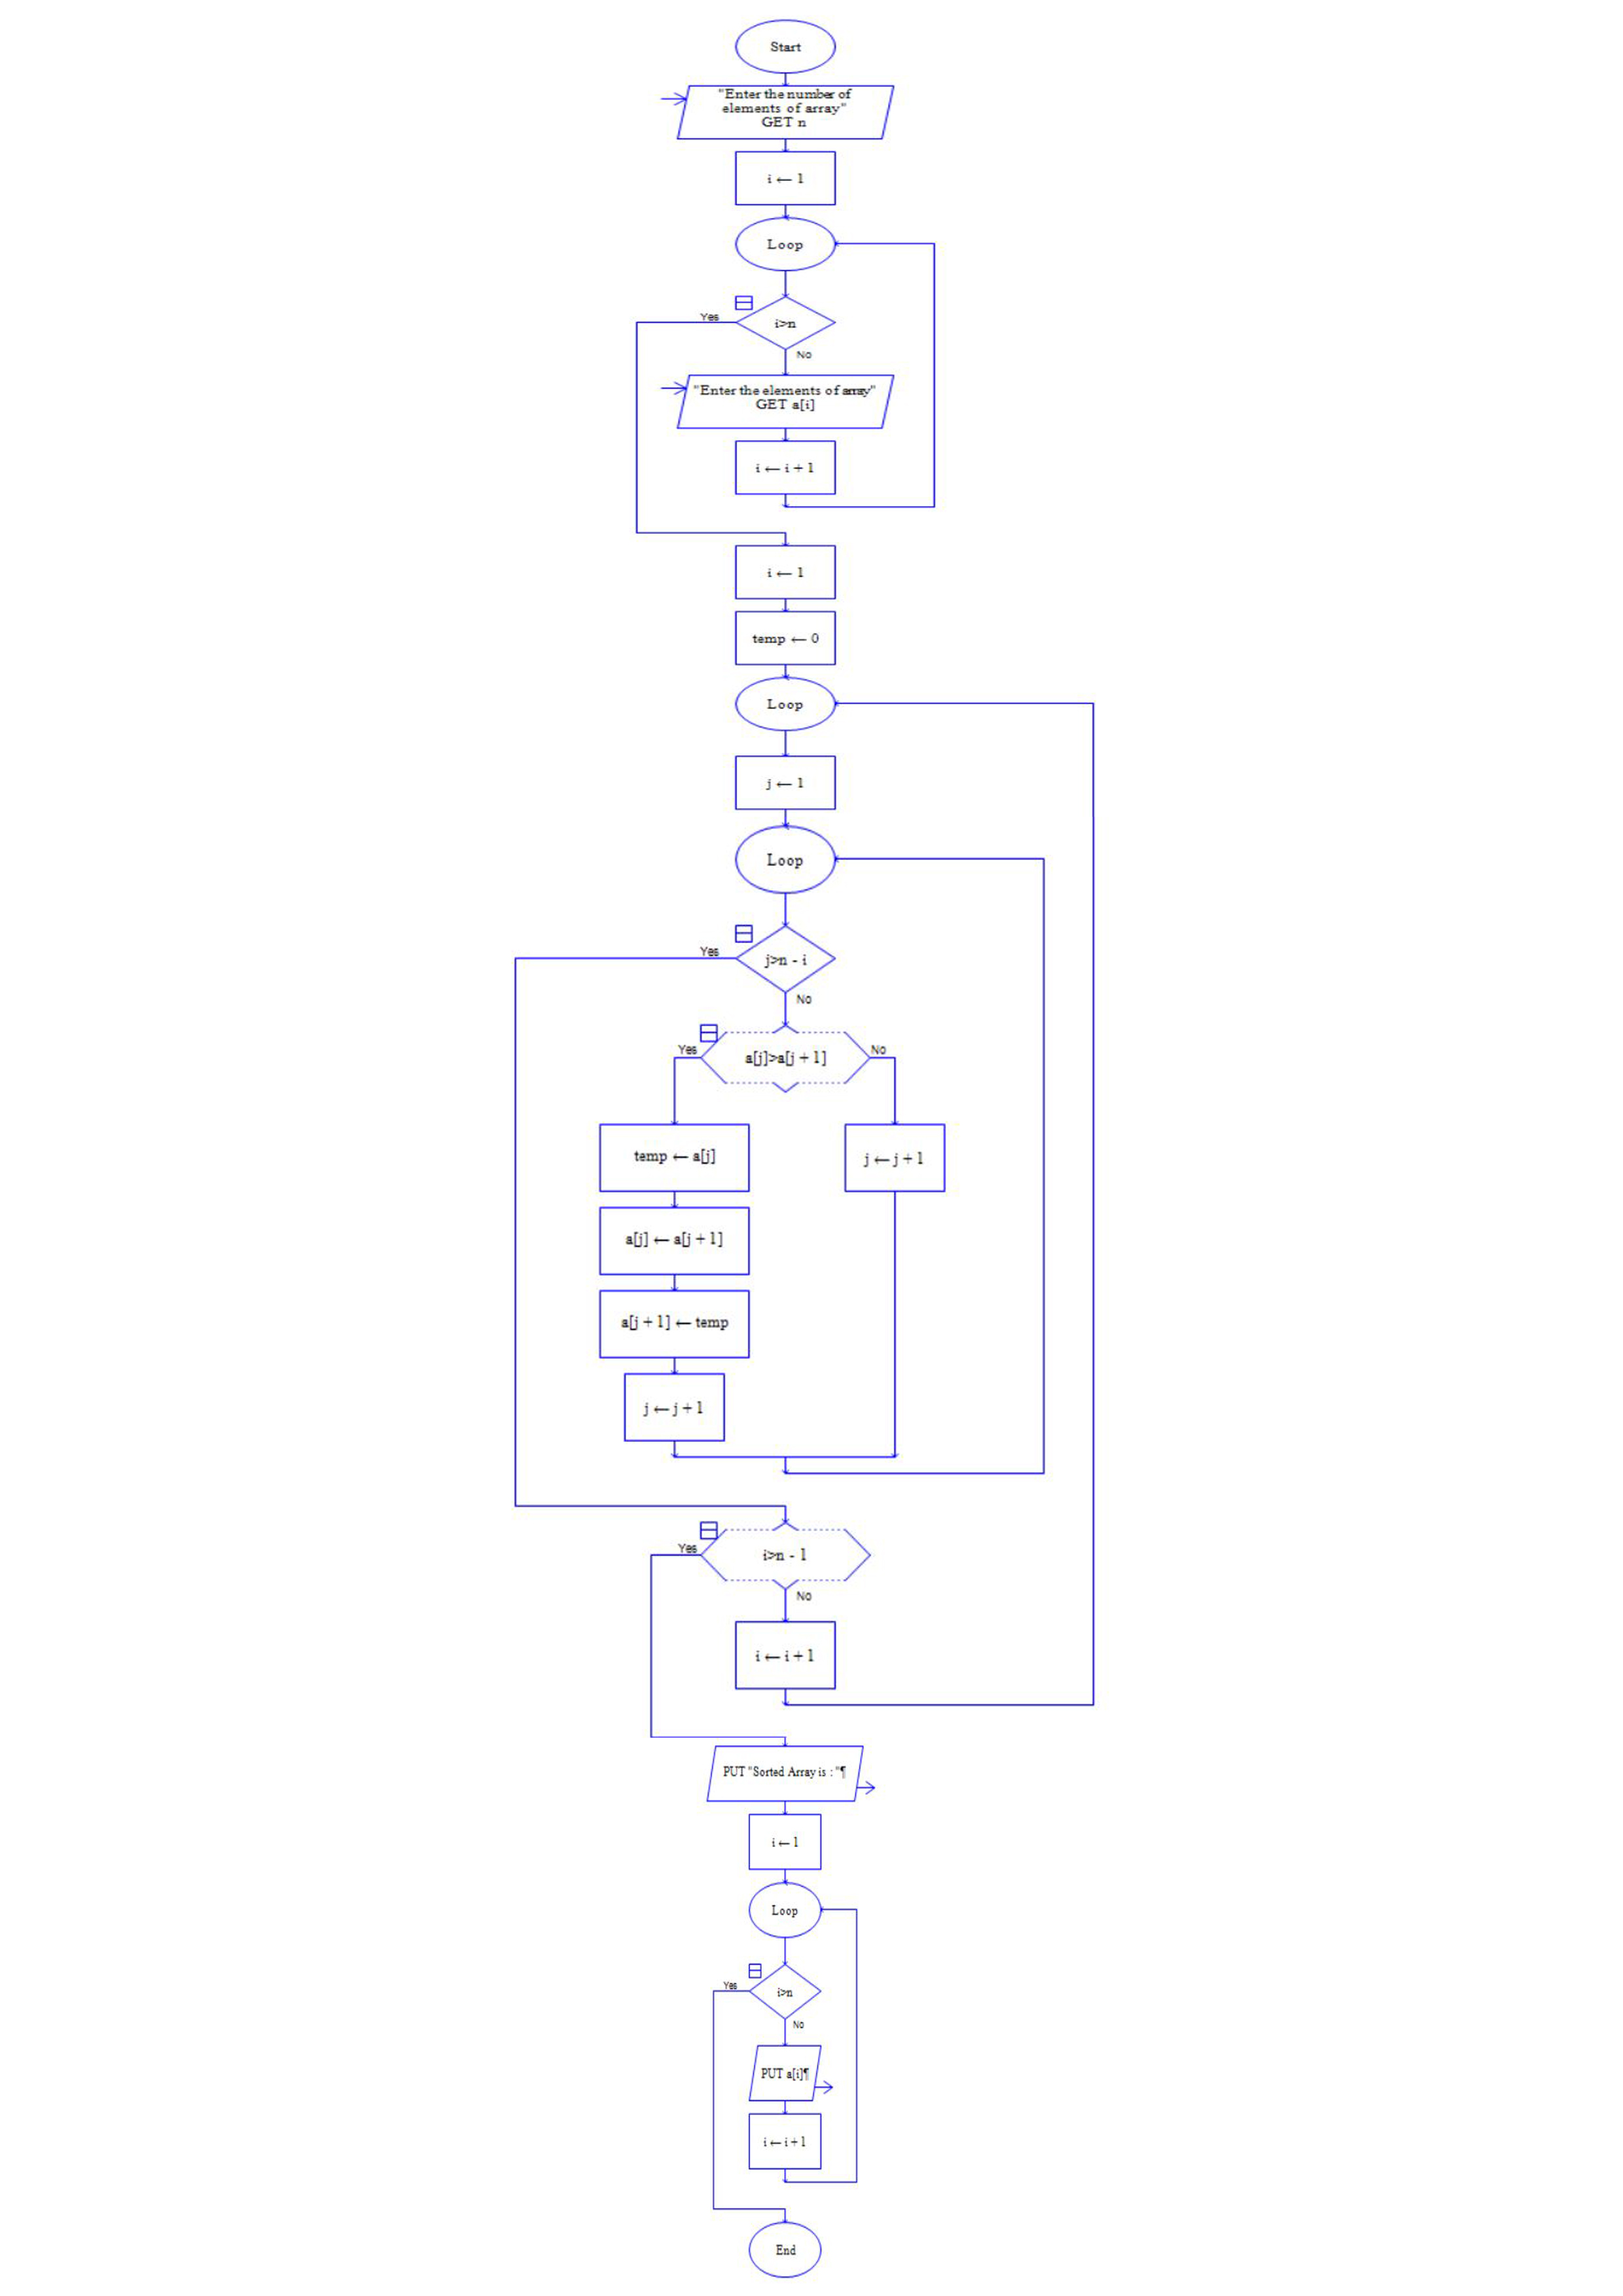 Start
"Enter the number of
elements of array"
GET n
i ← 1
Loop
i>n
Yes
No
"Enter the elements of array"
GET a[i]
i ← i + 1
i ← 1
temp ← 0
Loop
j ← 1
Loop
j>n - i
Yes
No
a[j]>a[j + 1]
Yes
No
temp ← a[j]
j ← j + 1
a[j] ← a[j + 1]
a[j + 1] ← temp
j ← j + 1
i>n - 1
Yes
No
i ← i + 1
PUT "Sorted Array is : "¶
i ← 1
Loop
i>n
Yes
No
PUT a[i]¶
i ← i + 1
End